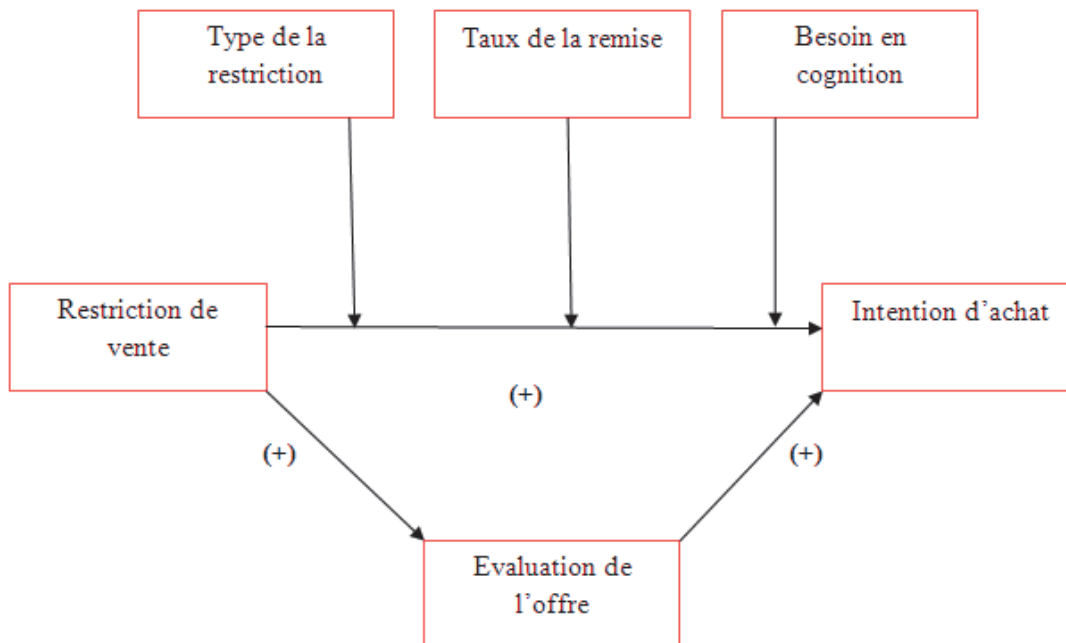 Type de la
restriction
Taux de la remise
Besoin en
cognition
Restriction de
vente
Intention d’achat
(+)
(+)
(+)
Evaluation de
l’offre